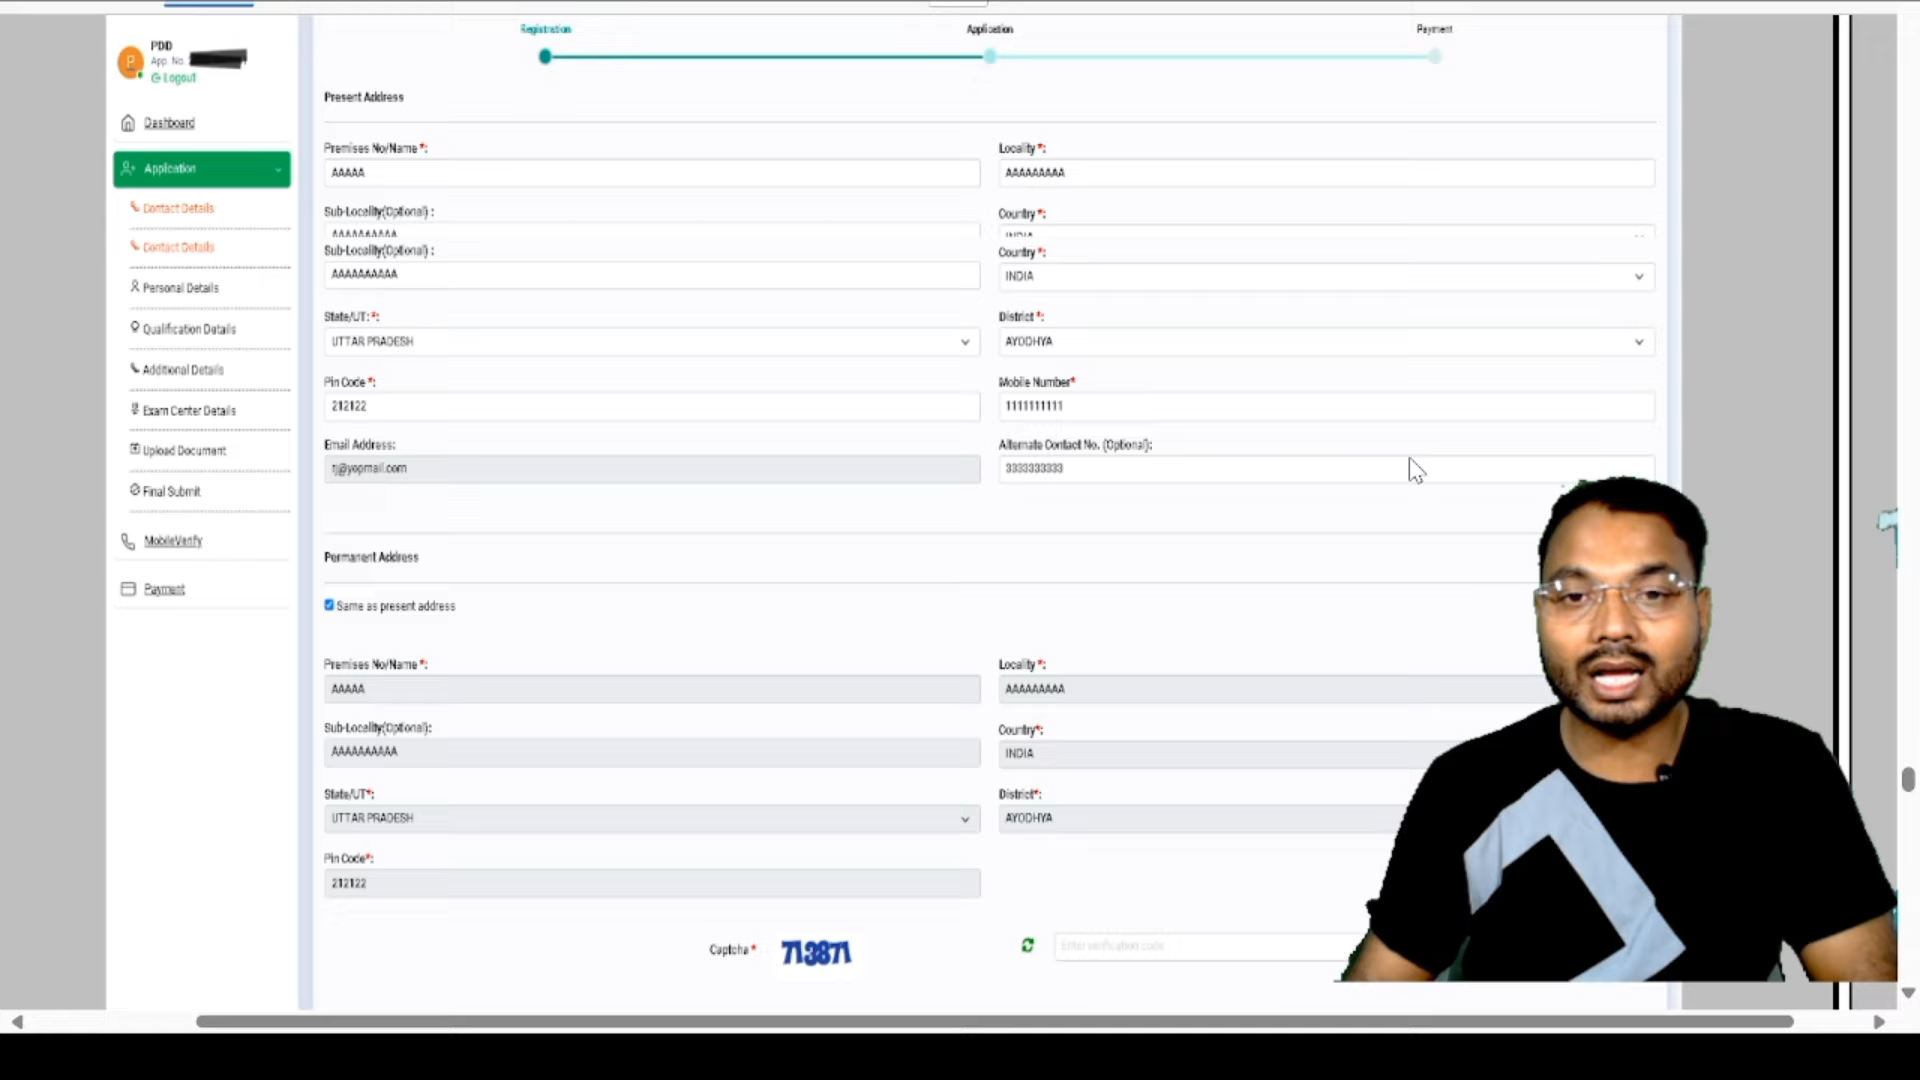 Registration
Application
Payment
P
PDD
App. No.
Logout
Dashboard
Application
Contact Details
Contact Details
Personal Details
Qualification Details
Additional Details
Exam Center Details
Upload Document
Final Submit
MobileVerify
Payment
Present Address
Premises No/Name *:
Locality *:
AAAAA
AAAAAAAAA
Sub-Locality(Optional) :
Country *:
AAAAAAAAAA
INDIA
Sub-Locality(Optional) :
Country *:
AAAAAAAAAA
INDIA
State/UT: *:
District *:
UTTAR PRADESH
AYODHYA
Pin Code *:
Mobile Number*
212122
1111111111
Email Address:
Alternate Contact No. (Optional):
tj@yopmail.com
3333333333
Permanent Address
Same as present address
Premises No/Name *:
Locality *:
AAAAA
AAAAAAAAA
Sub-Locality(Optional):
Country*:
AAAAAAAAAA
INDIA
State/UT*:
District*:
UTTAR PRADESH
AYODHYA
Pin Code*:
212122
Captcha *
713871
Enter verification code